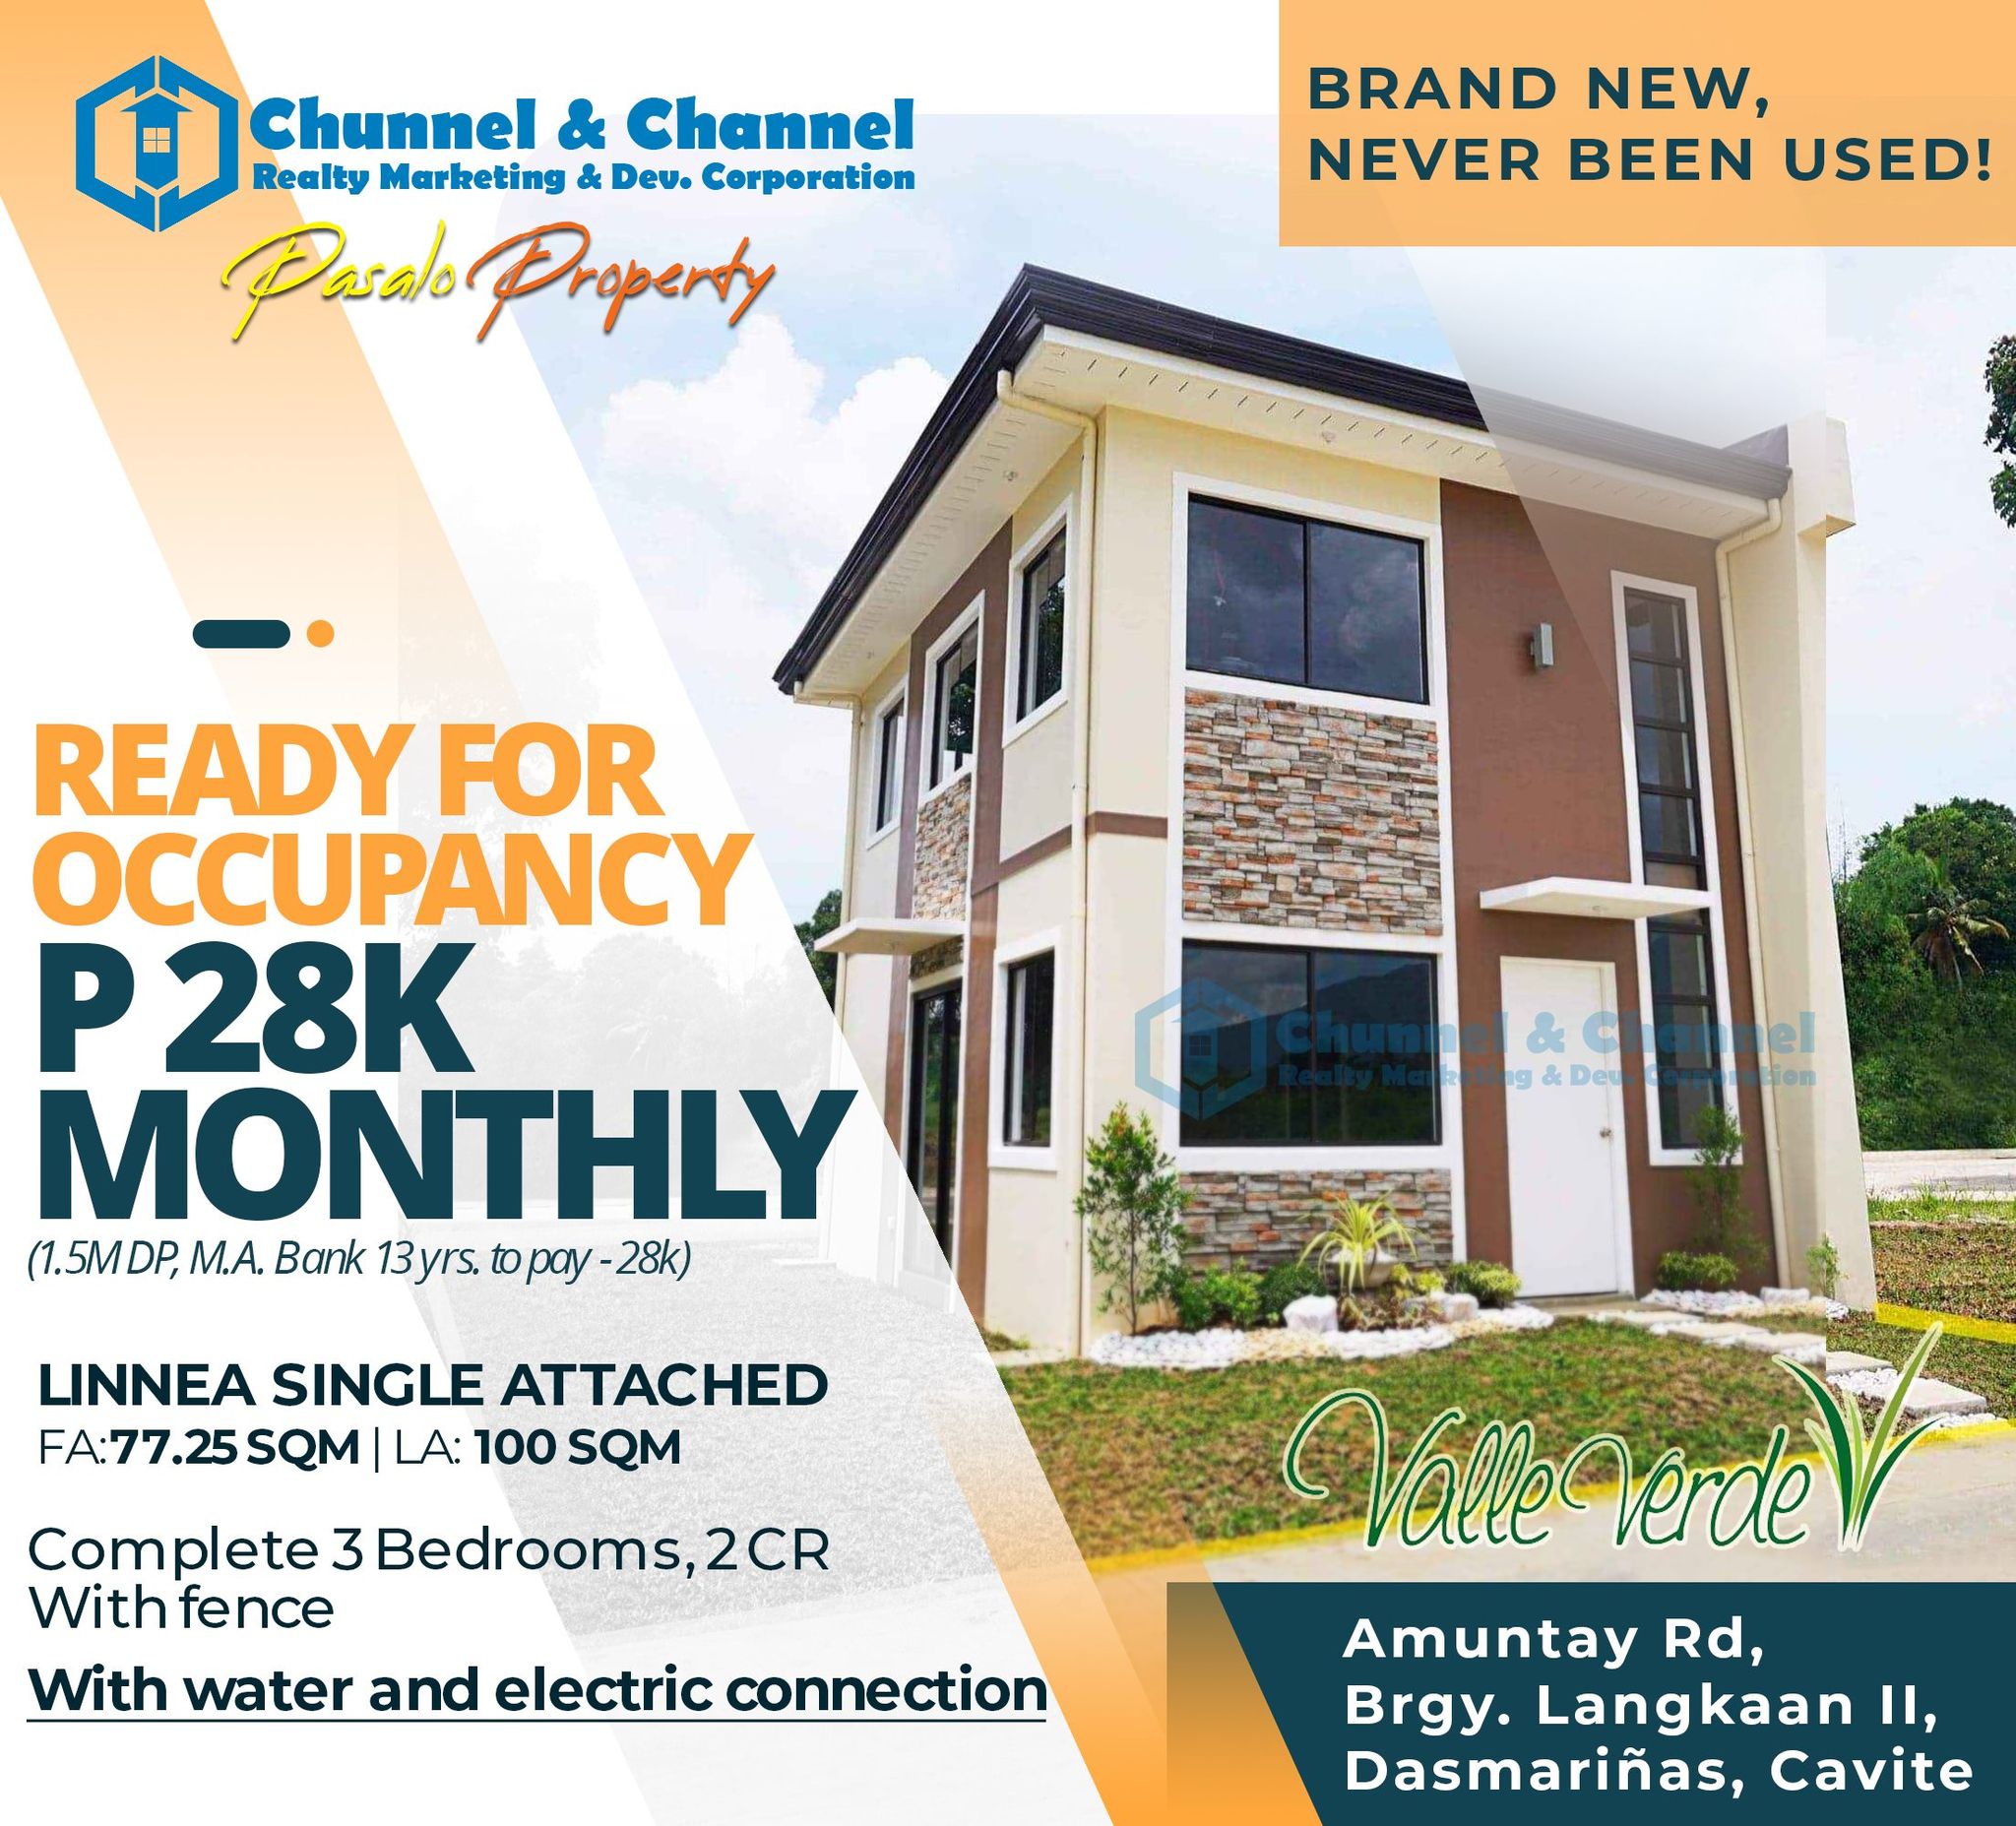 Chunnel & Channel
Realty Marketing & Dev. Corporation
Pasalo Property
BRAND NEW,
NEVER BEEN USED!
READY FOR
OCCUPANCY
P 28K
MONTHLY
(1.5M DP, M.A. Bank 13 yrs. to pay - 28k)
LINNEA SINGLE ATTACHED
FA:77.25 SQM | LA: 100 SQM
Complete 3 Bedrooms, 2 CR
With fence
With water and electric connection
Chunnel & Channel
Realty Marketing & Dev. Corporation
Valle Verde
Amuntay Rd,
Brgy. Langkaan II,
Dasmariñas, Cavite